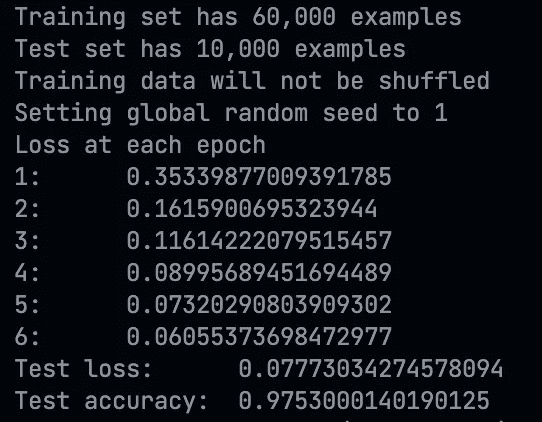 Training set has 60,000 examples
Test set has 10,000 examples
Training data will not be shuffled
Setting global random seed to 1
Loss at each epoch
1: 0.35339877009391785
2: 0.1615900695323944
3: 0.11614222079515457
4: 0.08995689451694489
5: 0.07320290803909302
6: 0.06055373698472977
Test loss: 0.07773034274578094
Test accuracy: 0.9753000140190125